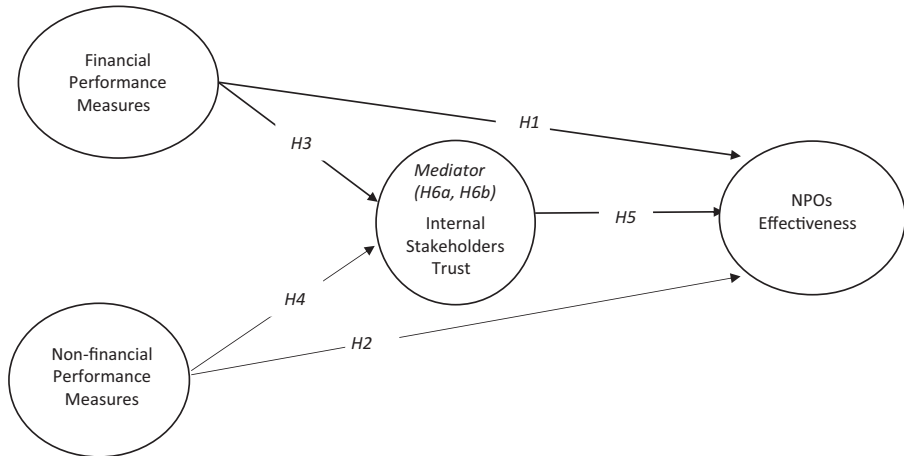 Financial
Performance
Measures
H1
H3
Mediator
(H6a, H6b)
Internal
Stakeholders
Trust
H5
NPOs
Effectiveness
H4
H2
Non-financial
Performance
Measures